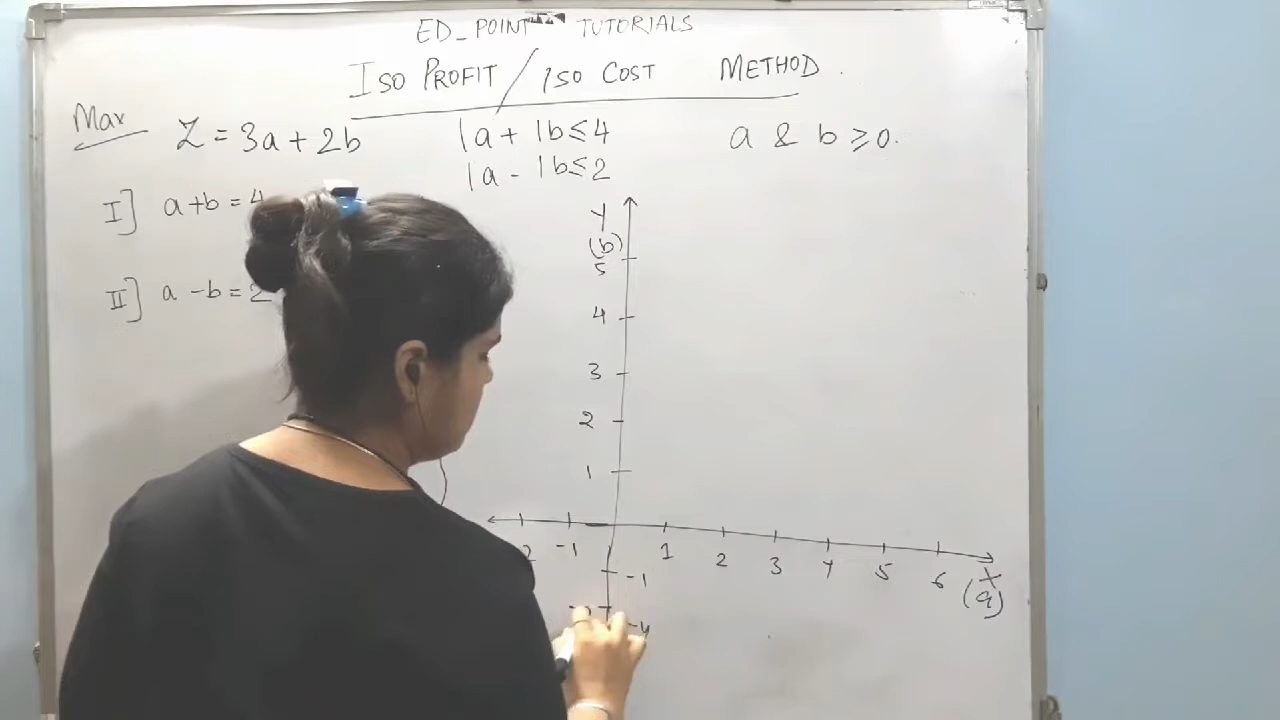 ED_POINT TUTORIALS
ISO PROFIT / ISO COST METHOD.
Max Z = 3a + 2b
1a + 1b ≤ 4
1a - 1b ≤ 2
a & b ≥ 0.
I] a + b = 4
II] a - b = 2
y
(b)
5
4
3
2
1
2 -1 1 2 3 4 5 6
x
(a)
-1